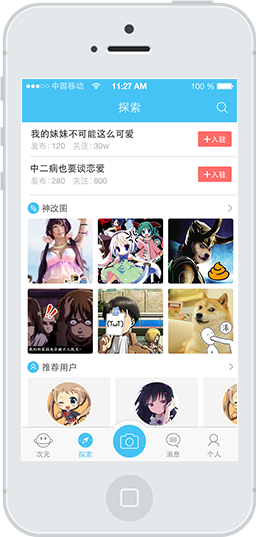 中国移动 11:27 AM 100 %
探索
我的妹妹不可能这么可爱
发布: 120 关注: 30w
+入驻
中二病也要谈恋爱
发布: 280 关注: 800
+入驻
神改图
(TwT)
推荐用户
次元 探索 消息 个人